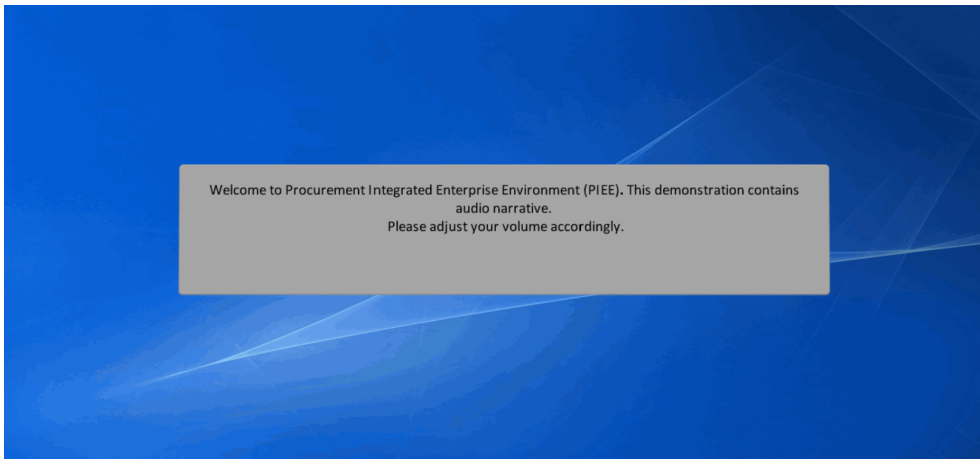 Welcome to Procurement Integrated Enterprise Environment (PIEE). This demonstration contains
audio narrative.
Please adjust your volume accordingly.